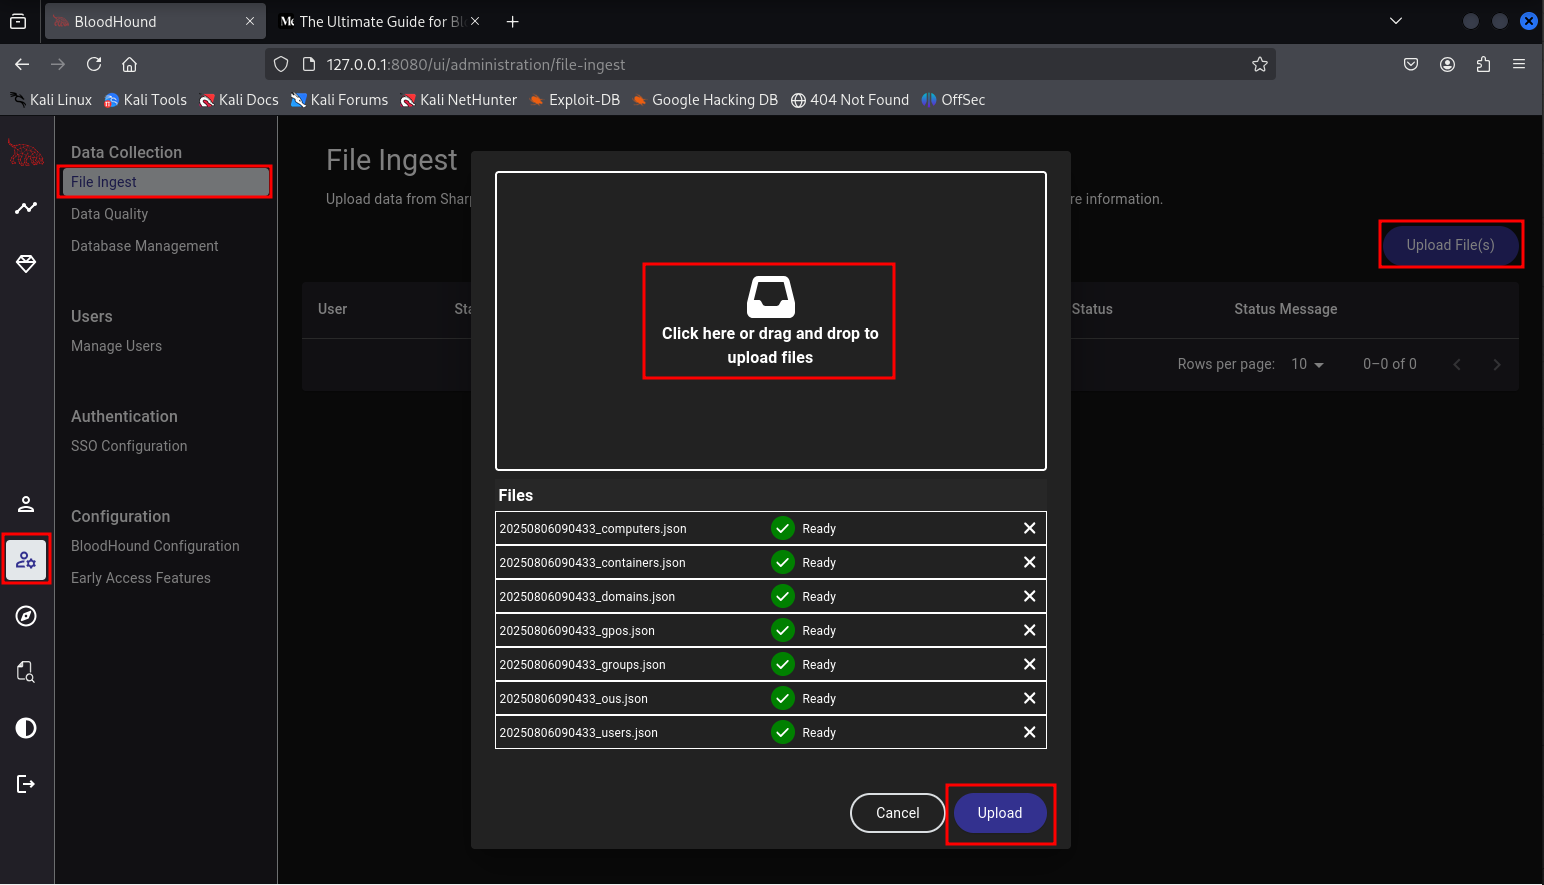 BloodHound
The Ultimate Guide for Bl
127.0.0.1:8080/ui/administration/file-ingest
Kali Linux
Kali Tools
Kali Docs
Kali Forums
Kali NetHunter
Exploit-DB
Google Hacking DB
404 Not Found
OffSec
Data Collection
File Ingest
Data Quality
Database Management
Users
Manage Users
Authentication
SSO Configuration
Configuration
BloodHound Configuration
Early Access Features
File Ingest
Upload data from Shar
re information.
Upload File(s)
User
Sta
Status
Status Message
Rows per page: 10
0–0 of 0
Click here or drag and drop to
upload files
Files
20250806090433_computers.json Ready
20250806090433_containers.json Ready
20250806090433_domains.json Ready
20250806090433_gpos.json Ready
20250806090433_groups.json Ready
20250806090433_ous.json Ready
20250806090433_users.json Ready
Cancel
Upload